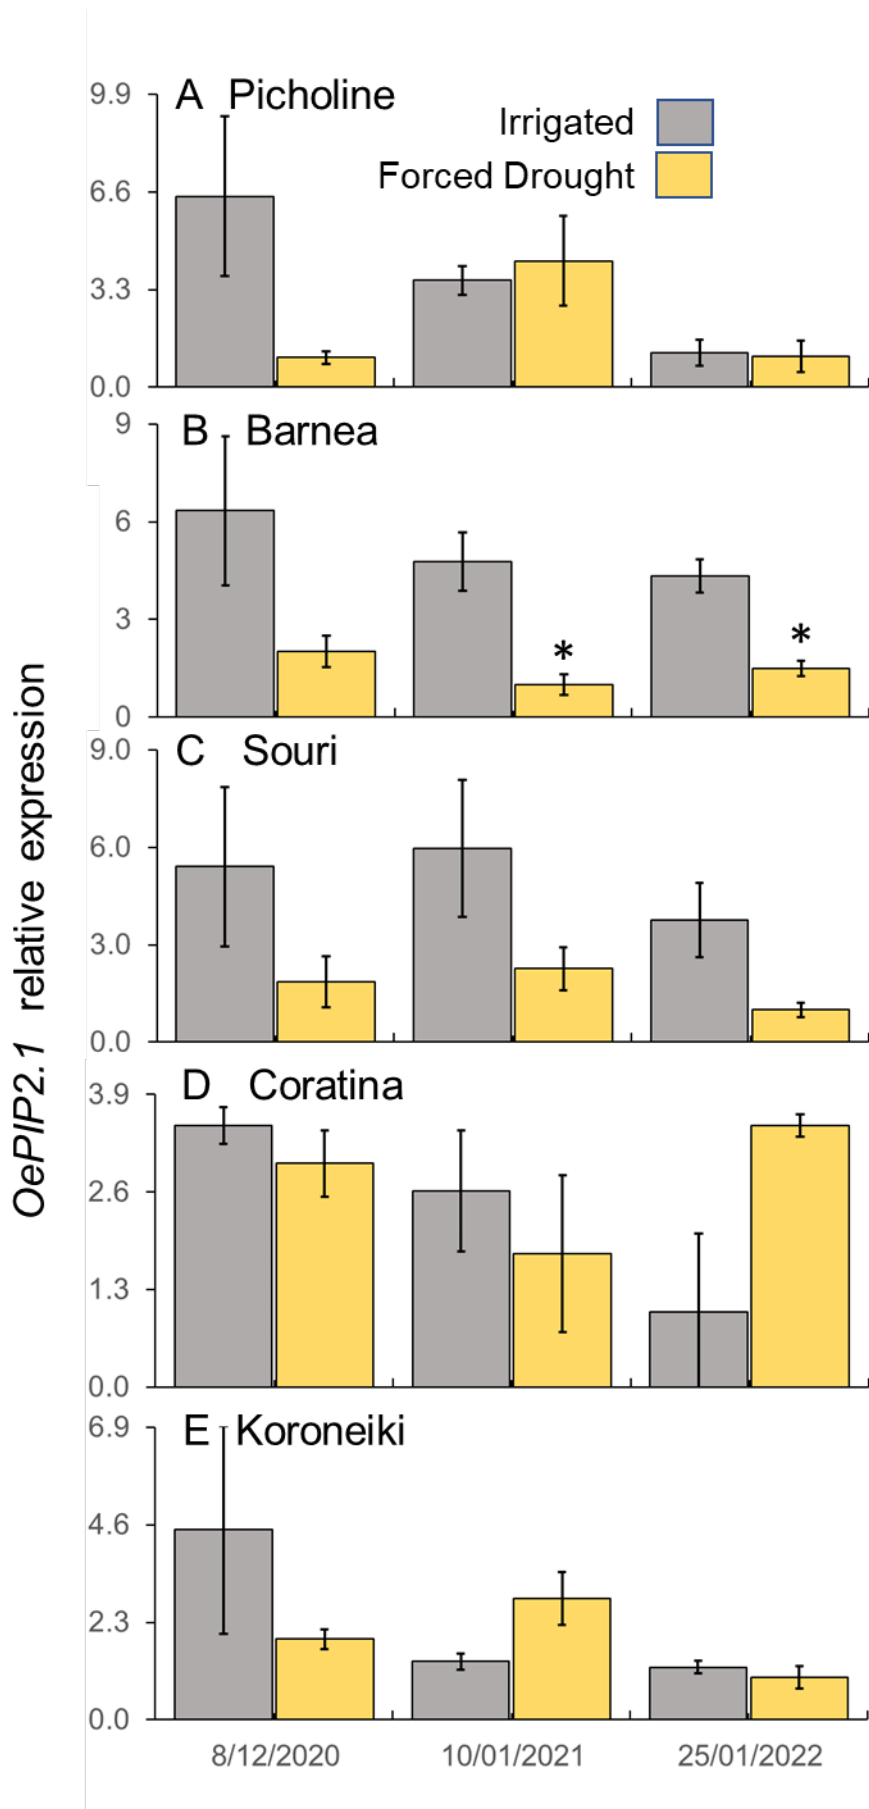 A Picholine
Irrigated
Forced Drought
9.9
6.6
3.3
0.0
B Barnea
9
6
3
0
*
*
C Souri
9.0
6.0
3.0
0.0
D Coratina
3.9
2.6
1.3
0.0
E Koroneiki
6.9
4.6
2.3
0.0
8/12/2020 10/01/2021 25/01/2022
OePIP2.1 relative expression